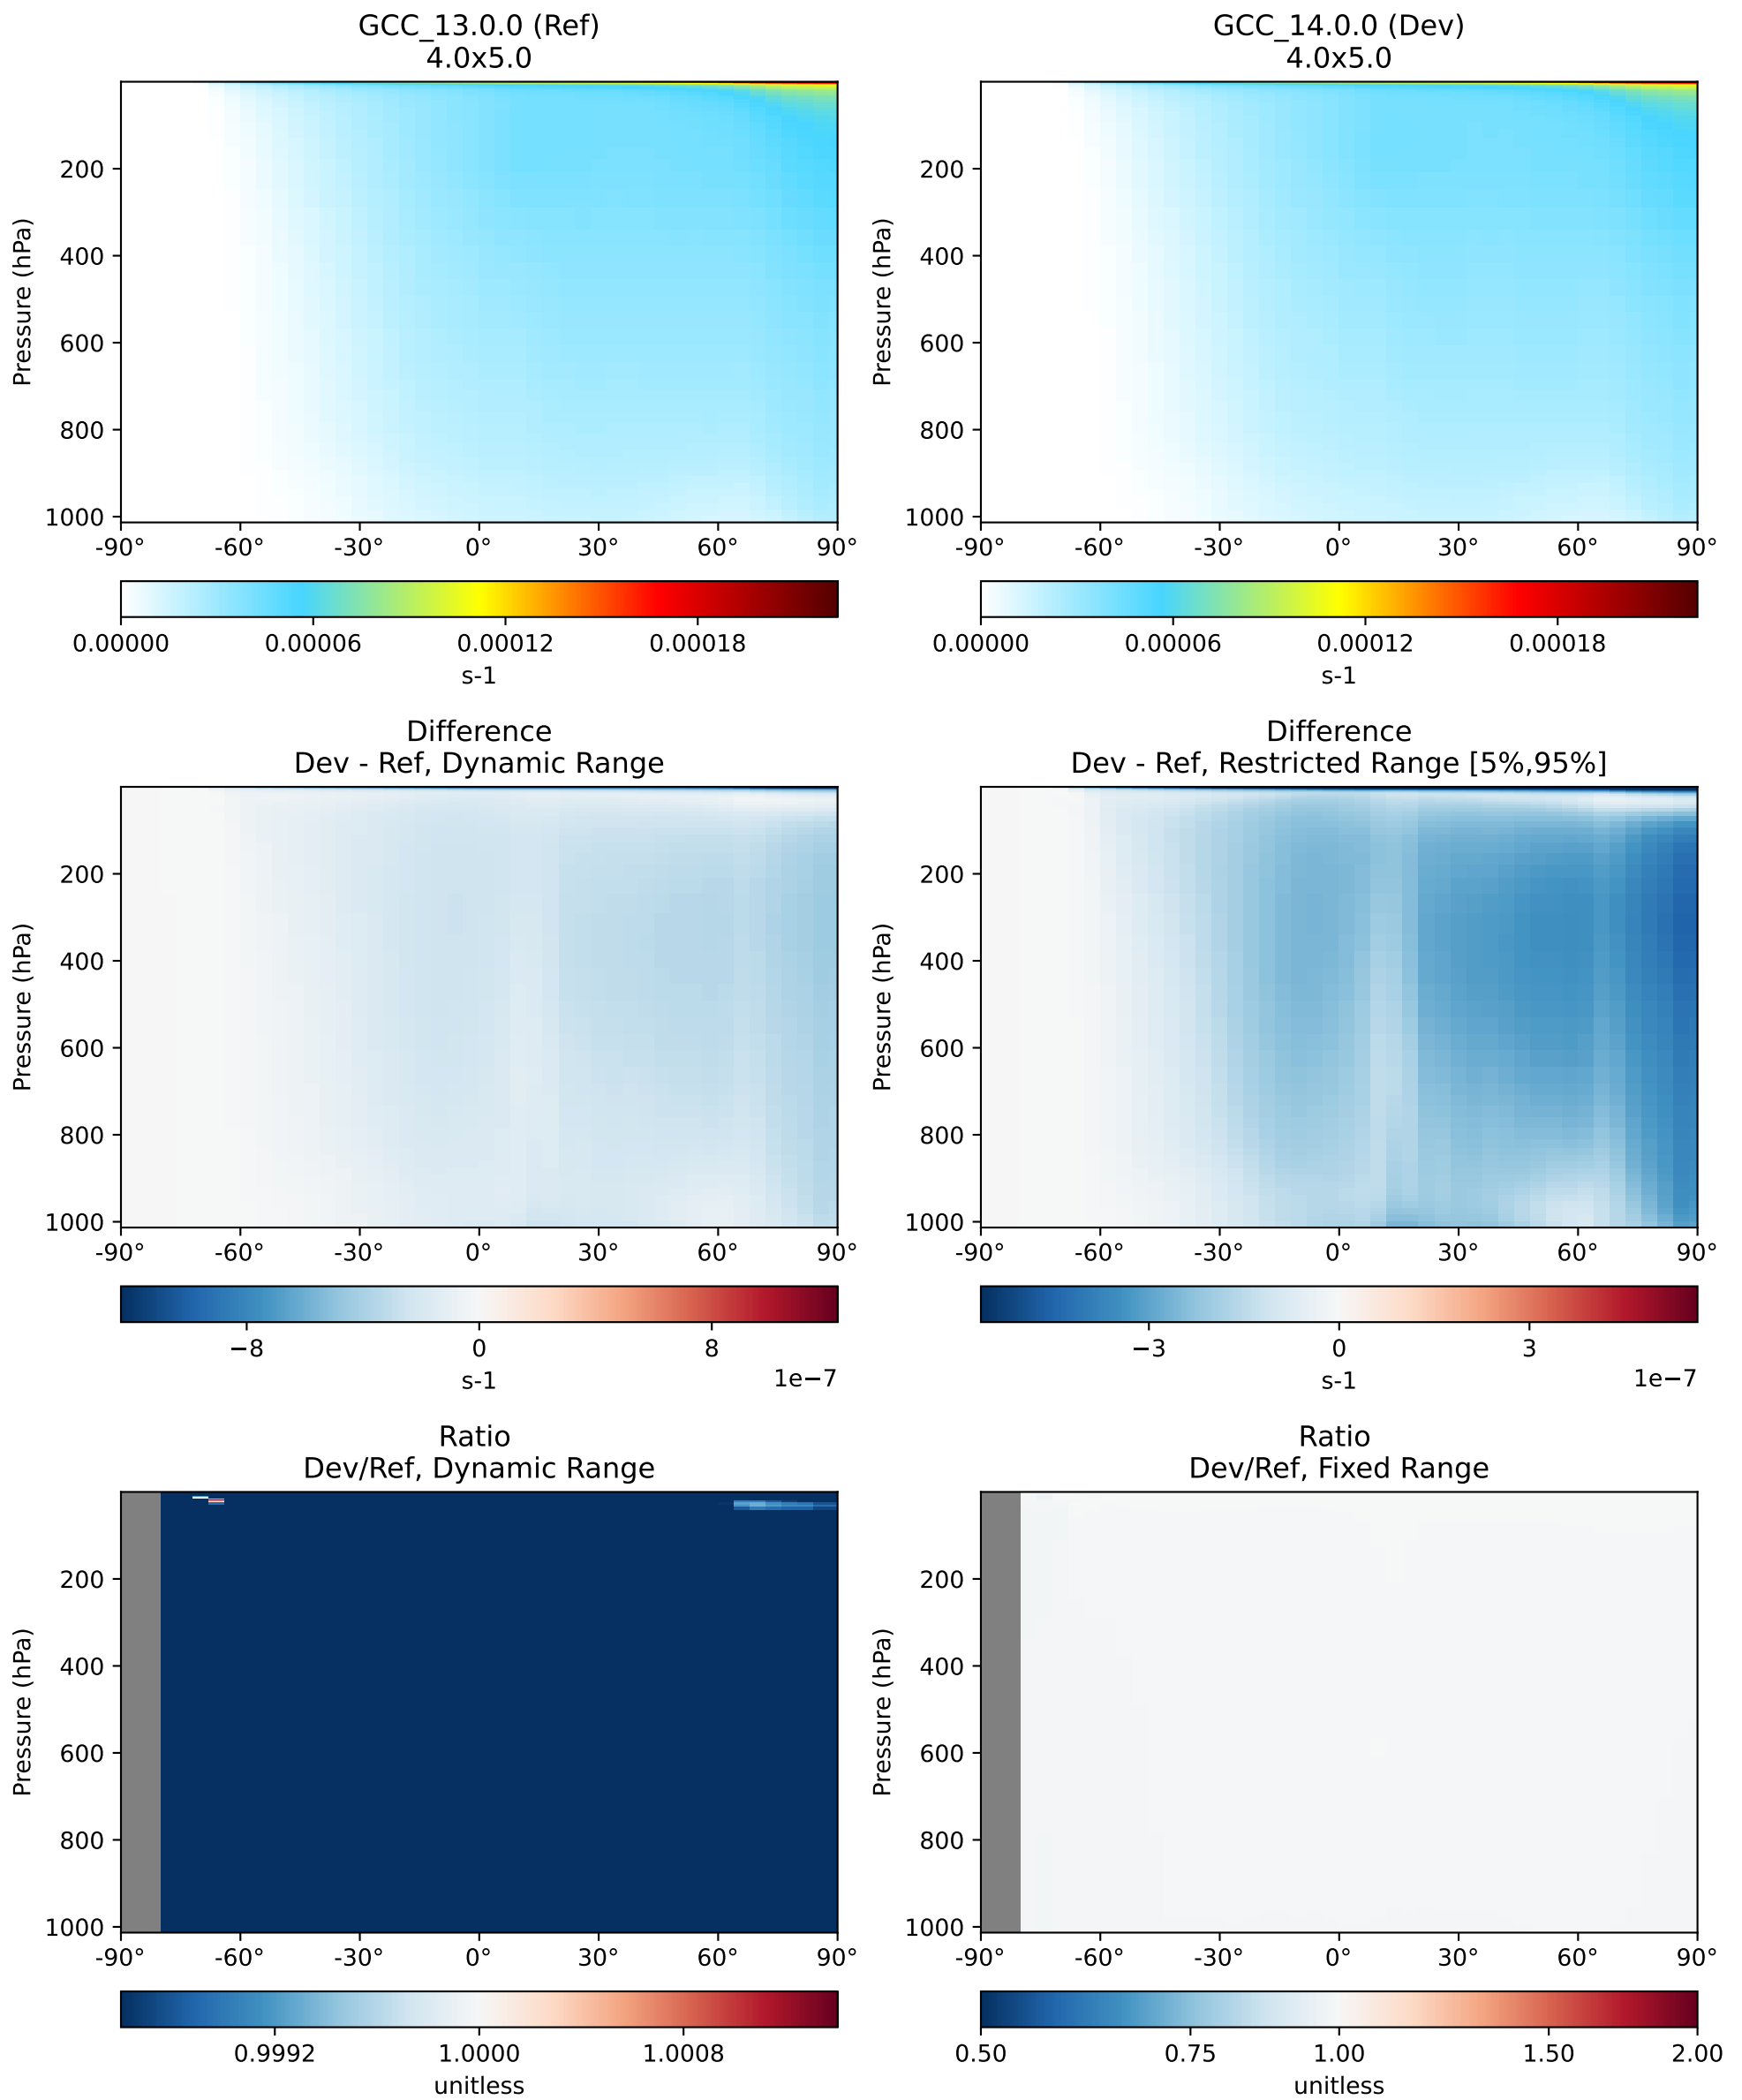 GCC_13.0.0 (Ref)
4.0x5.0
Pressure (hPa)
200
400
600
800
1000
-90° -60° -30° 0° 30° 60° 90°
0.00000 0.00006 0.00012 0.00018
s-1
GCC_14.0.0 (Dev)
4.0x5.0
Pressure (hPa)
200
400
600
800
1000
-90° -60° -30° 0° 30° 60° 90°
0.00000 0.00006 0.00012 0.00018
s-1
Difference
Dev - Ref, Dynamic Range
Pressure (hPa)
200
400
600
800
1000
-90° -60° -30° 0° 30° 60° 90°
−8 0 8
s-1 1e−7
Difference
Dev - Ref, Restricted Range [5%,95%]
Pressure (hPa)
200
400
600
800
1000
-90° -60° -30° 0° 30° 60° 90°
−3 0 3
s-1 1e−7
Ratio
Dev/Ref, Dynamic Range
Pressure (hPa)
200
400
600
800
1000
-90° -60° -30° 0° 30° 60° 90°
0.9992 1.0000 1.0008
unitless
Ratio
Dev/Ref, Fixed Range
Pressure (hPa)
200
400
600
800
1000
-90° -60° -30° 0° 30° 60° 90°
0.50 0.75 1.00 1.50 2.00
unitless